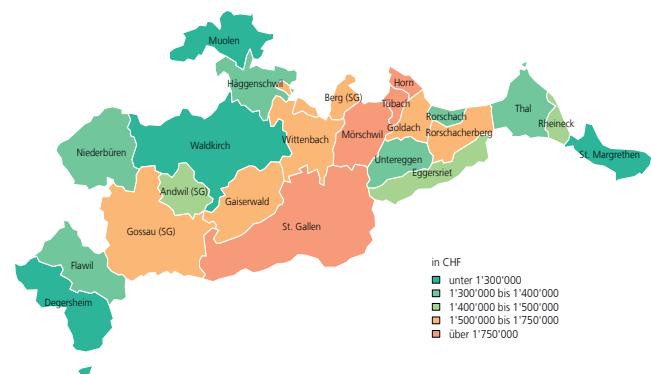 Muolen
Häggenschwil
Horn
Berg (SG)
Tübach
Rorschach
Thal
Goldach
Rheineck
Rorschacherberg
Mörschwil
Wittenbach
Waldkirch
Niederbüren
St. Margrethen
Untereggen
Eggersriet
Andwil (SG)
Gaiserwald
St. Gallen
Gossau (SG)
Flawil
Degersheim
in CHF
unter 1'300'000
1'300'000 bis 1'400'000
1'400'000 bis 1'500'000
1'500'000 bis 1'750'000
über 1'750'000